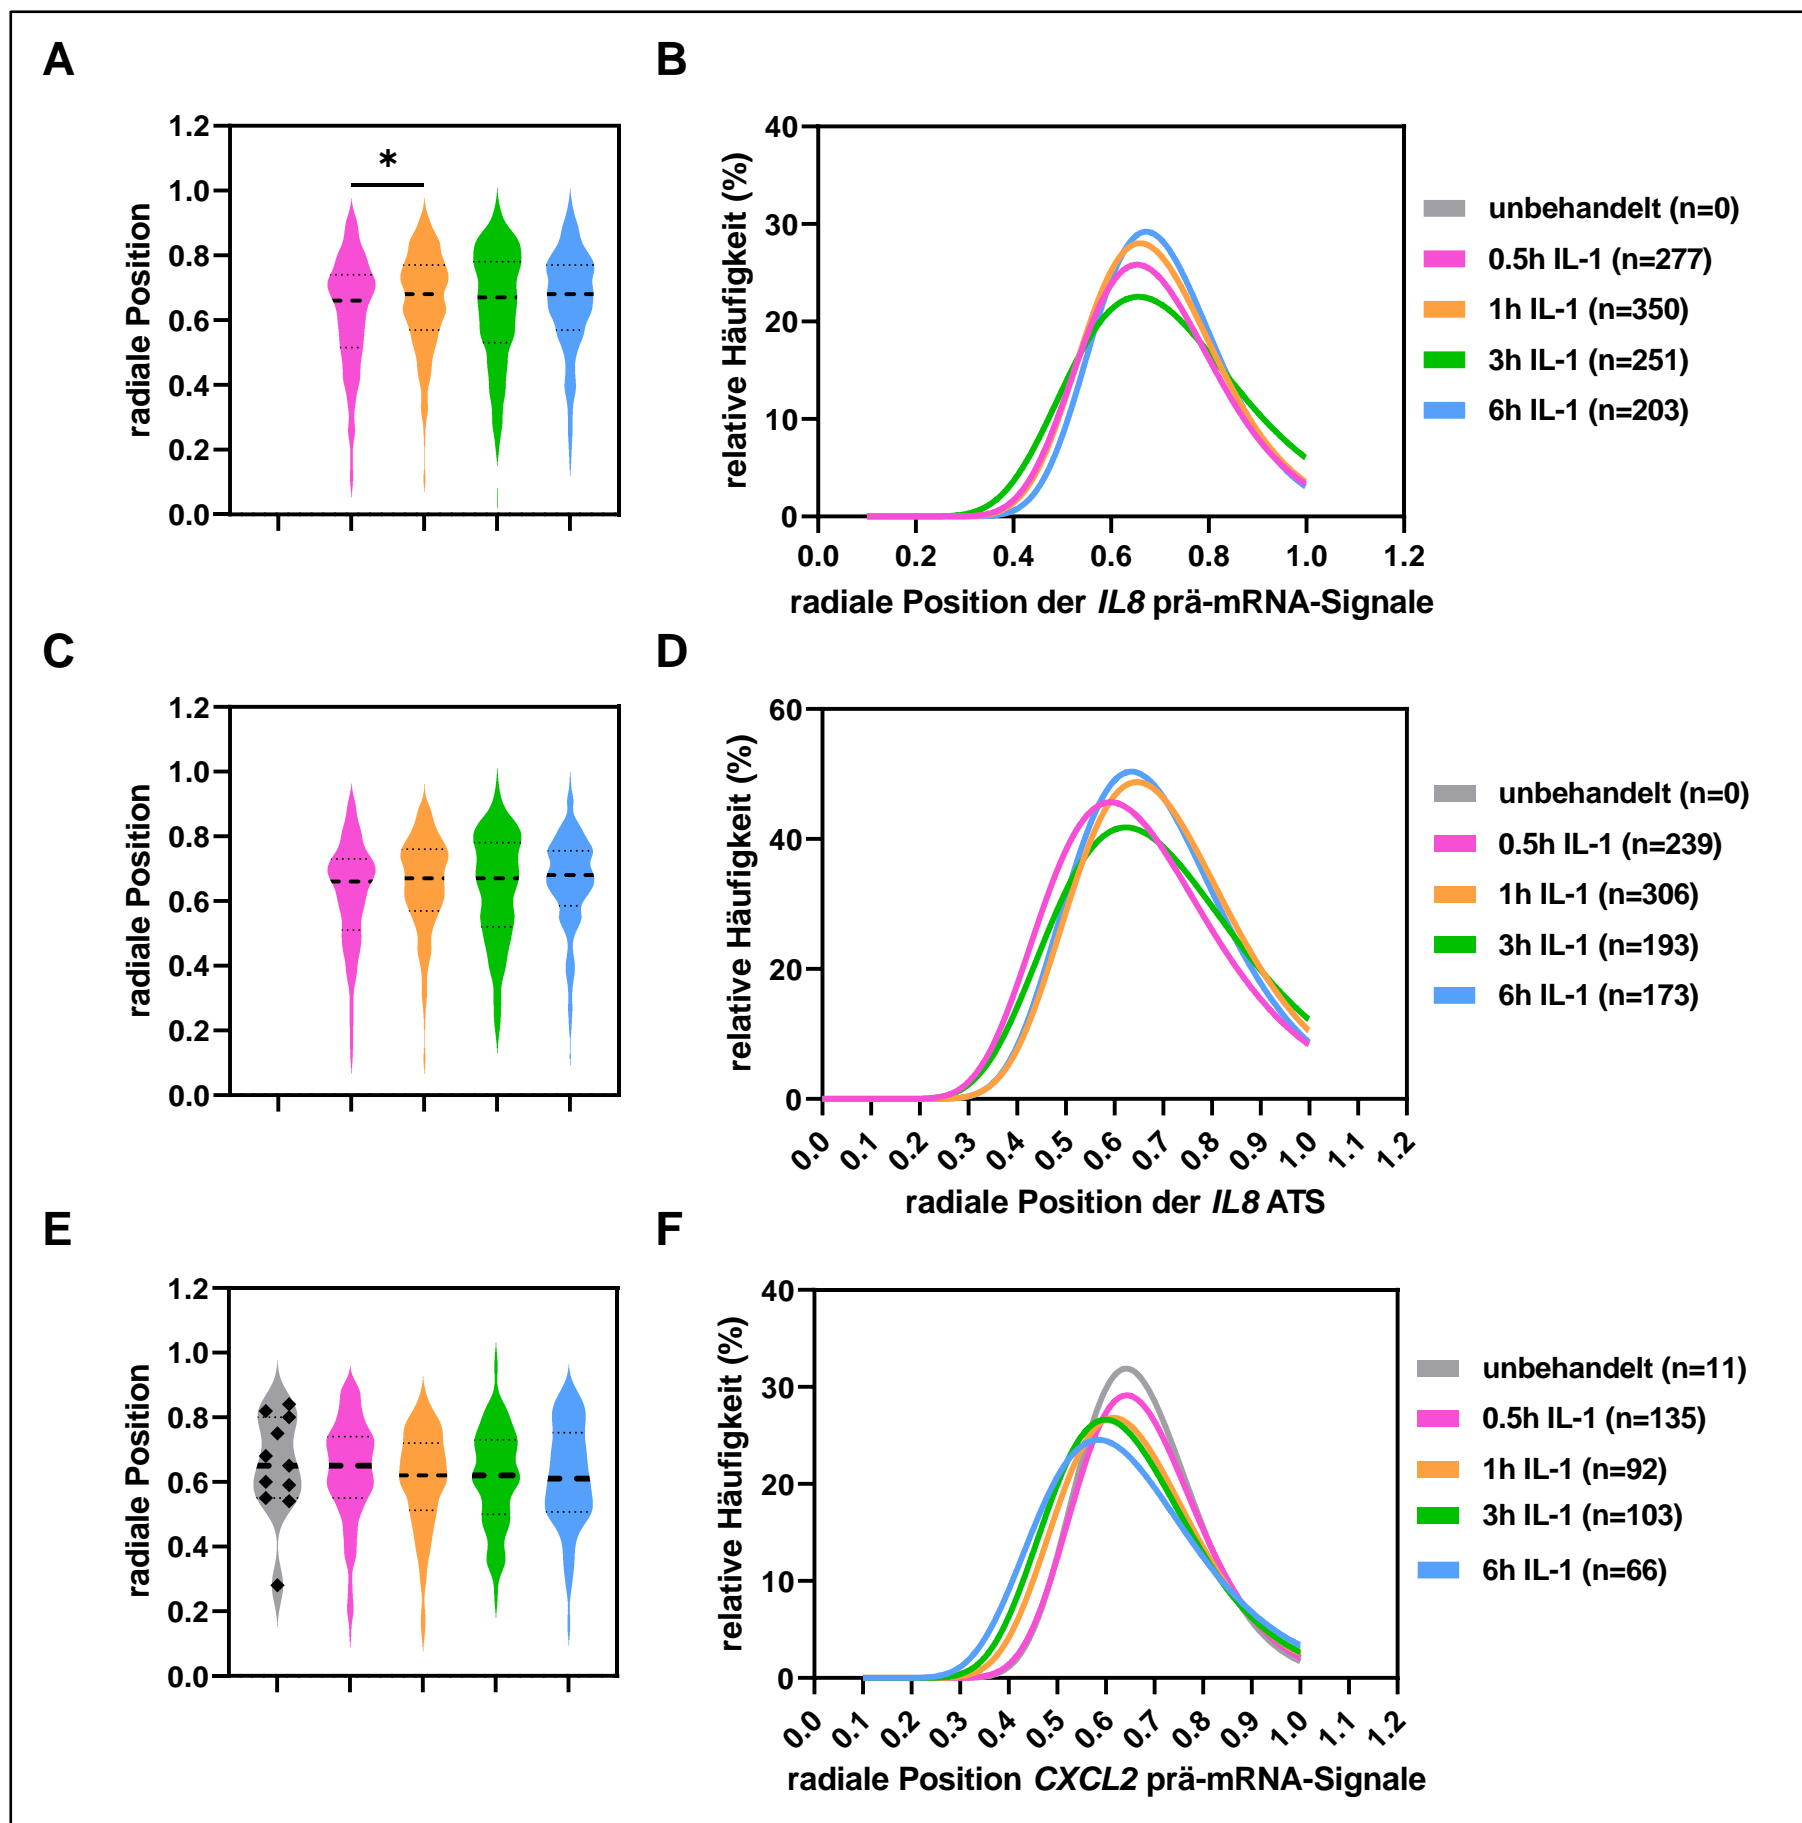 A
B
1.2
1.0
0.8
0.6
0.4
0.2
0.0
radiale Position
*
40
30
20
10
0
relative Häufigkeit (%)
0.0 0.2 0.4 0.6 0.8 1.0 1.2
radiale Position der IL8 prä-mRNA-Signale
unbehandelt (n=0)
0.5h IL-1 (n=277)
1h IL-1 (n=350)
3h IL-1 (n=251)
6h IL-1 (n=203)
C
D
1.2
1.0
0.8
0.6
0.4
0.2
0.0
radiale Position
60
40
20
0
relative Häufigkeit (%)
0.0 0.1 0.2 0.3 0.4 0.5 0.6 0.7 0.8 0.9 1.0 1.1 1.2
radiale Position der IL8 ATS
unbehandelt (n=0)
0.5h IL-1 (n=239)
1h IL-1 (n=306)
3h IL-1 (n=193)
6h IL-1 (n=173)
E
F
1.2
1.0
0.8
0.6
0.4
0.2
0.0
radiale Position
40
30
20
10
0
relative Häufigkeit (%)
0.0 0.1 0.2 0.3 0.4 0.5 0.6 0.7 0.8 0.9 1.0 1.1 1.2
radiale Position CXCL2 prä-mRNA-Signale
unbehandelt (n=11)
0.5h IL-1 (n=135)
1h IL-1 (n=92)
3h IL-1 (n=103)
6h IL-1 (n=66)